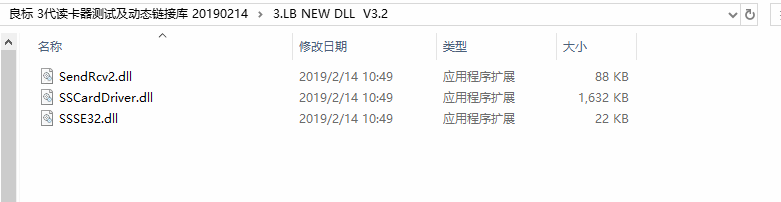 良标 3代读卡器测试及动态链接库 20190214 › 3.LB NEW DLL V3.2
名称 修改日期 类型 大小
SendRcv2.dll 2019/2/14 10:49 应用程序扩展 88 KB
SSCardDriver.dll 2019/2/14 10:49 应用程序扩展 1,632 KB
SSSE32.dll 2019/2/14 10:49 应用程序扩展 22 KB